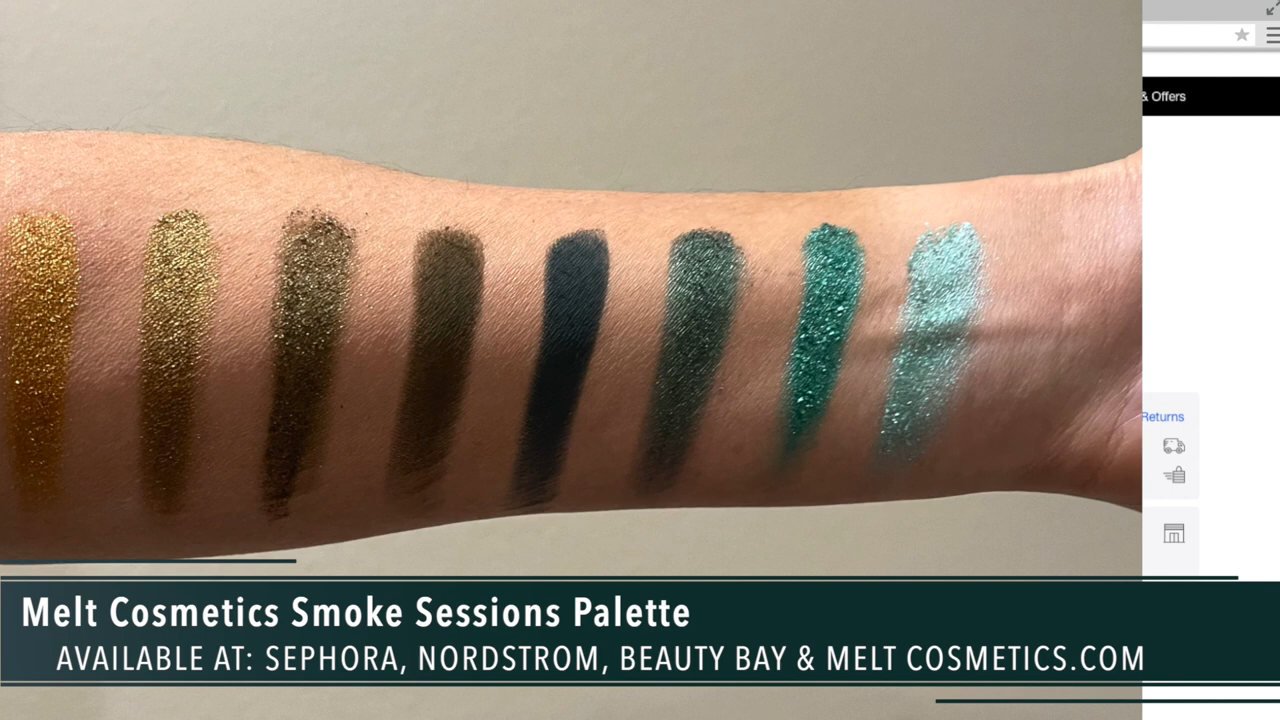 & Offers
Returns
Melt Cosmetics Smoke Sessions Palette
AVAILABLE AT: SEPHORA, NORDSTROM, BEAUTY BAY & MELT COSMETICS.COM